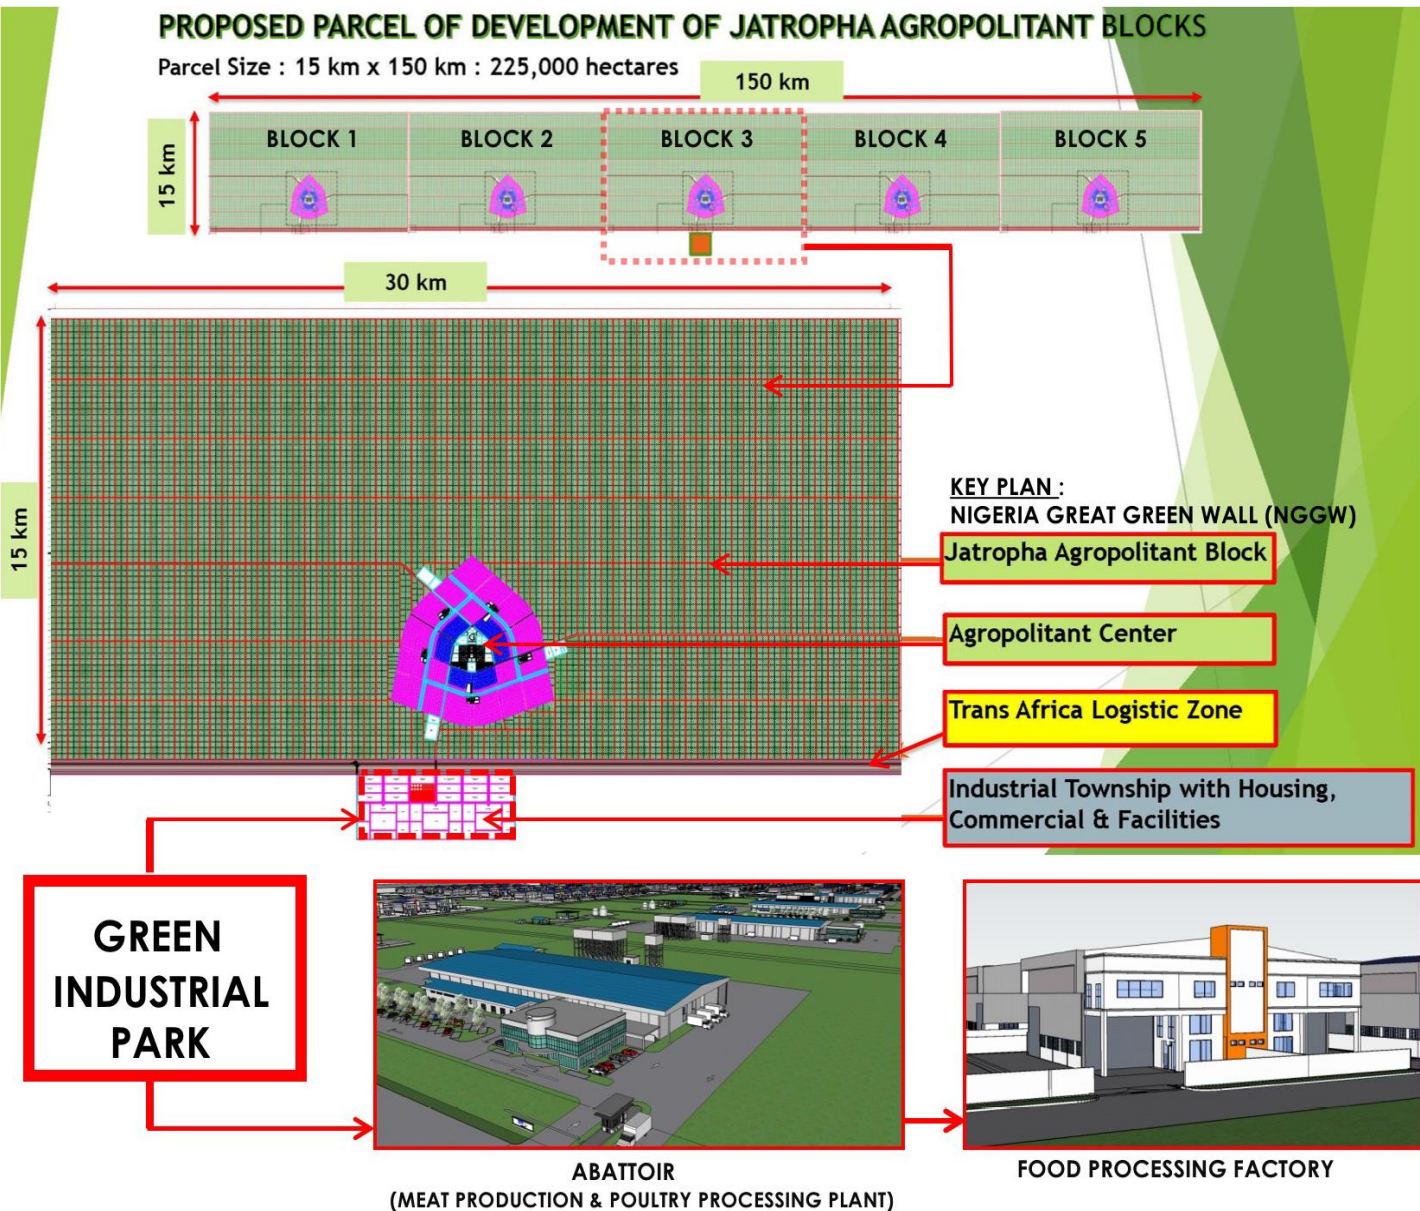 PROPOSED PARCEL OF DEVELOPMENT OF JATROPHA AGROPOLITANT BLOCKS
Parcel Size : 15 km x 150 km : 225,000 hectares
150 km
15 km
BLOCK 1
BLOCK 2
BLOCK 3
BLOCK 4
BLOCK 5
30 km
15 km
KEY PLAN :
NIGERIA GREAT GREEN WALL (NGGW)
Jatropha Agropolitant Block
Agropolitant Center
Trans Africa Logistic Zone
Industrial Township with Housing,
Commercial & Facilities
GREEN
INDUSTRIAL
PARK
ABATTOIR
(MEAT PRODUCTION & POULTRY PROCESSING PLANT)
FOOD PROCESSING FACTORY